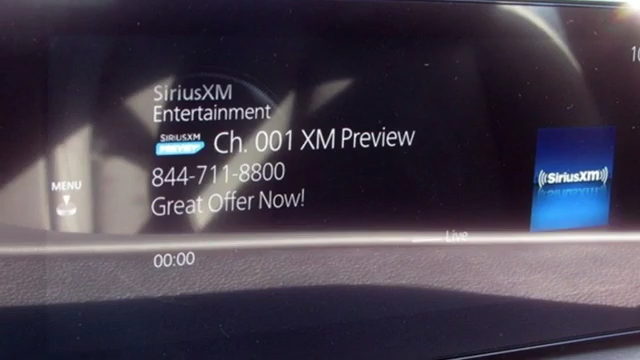 10
SiriusXM
Entertainment
SIRIUSXM
PREVIEW
Ch. 001 XM Preview
844-711-8800
Great Offer Now!
MENU
((SiriusXM))
Live
00:00